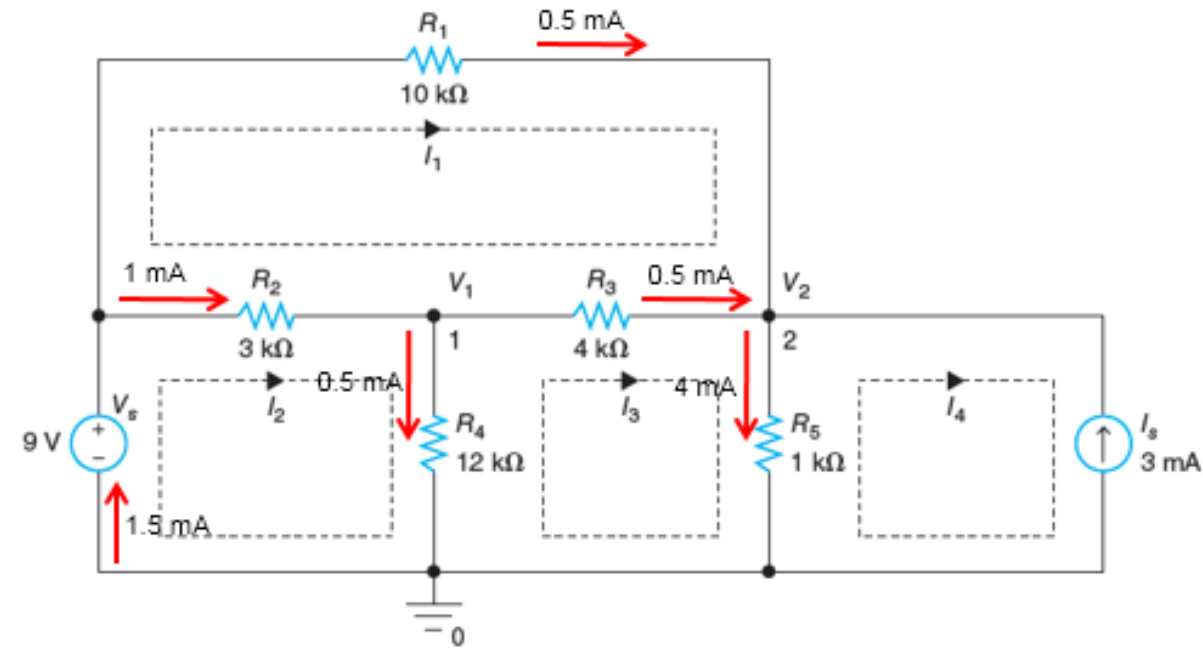 R1
0.5 mA
10 kΩ
I1
1 mA
R2
V1
R3
0.5 mA
V2
3 kΩ
1
4 kΩ
2
0.5 mA
4 mA
I2
I3
I4
Vs
9 V
+
−
R4
12 kΩ
R5
1 kΩ
Is
3 mA
1.5 mA
0